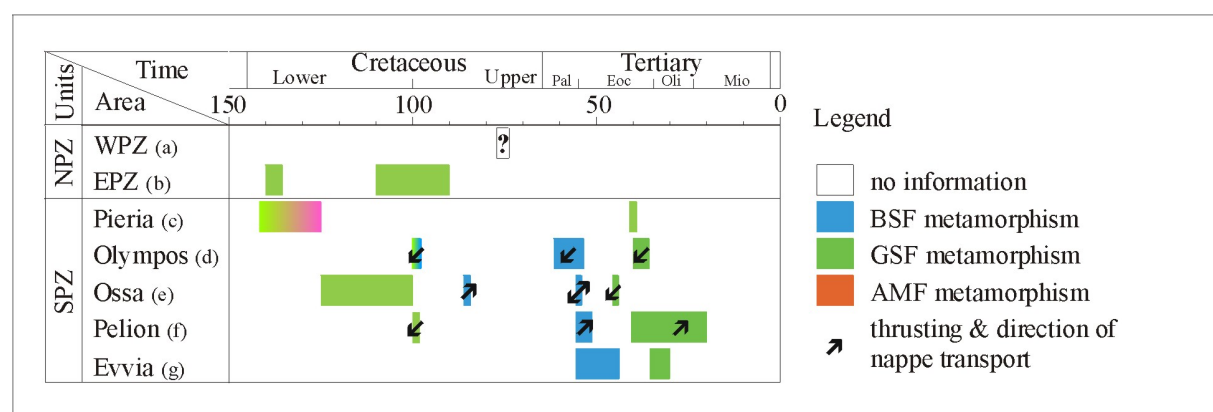 Units
Time
Area
Cretaceous
Tertiary
Lower
Upper
Pal
Eoc
Oli
Mio
150
100
50
0
NPZ
WPZ (a)
?
EPZ (b)
SPZ
Pieria (c)
Olympos (d)
Ossa (e)
Pelion (f)
Evvia (g)
Legend
no information
BSF metamorphism
GSF metamorphism
AMF metamorphism
thrusting & direction of
nappe transport